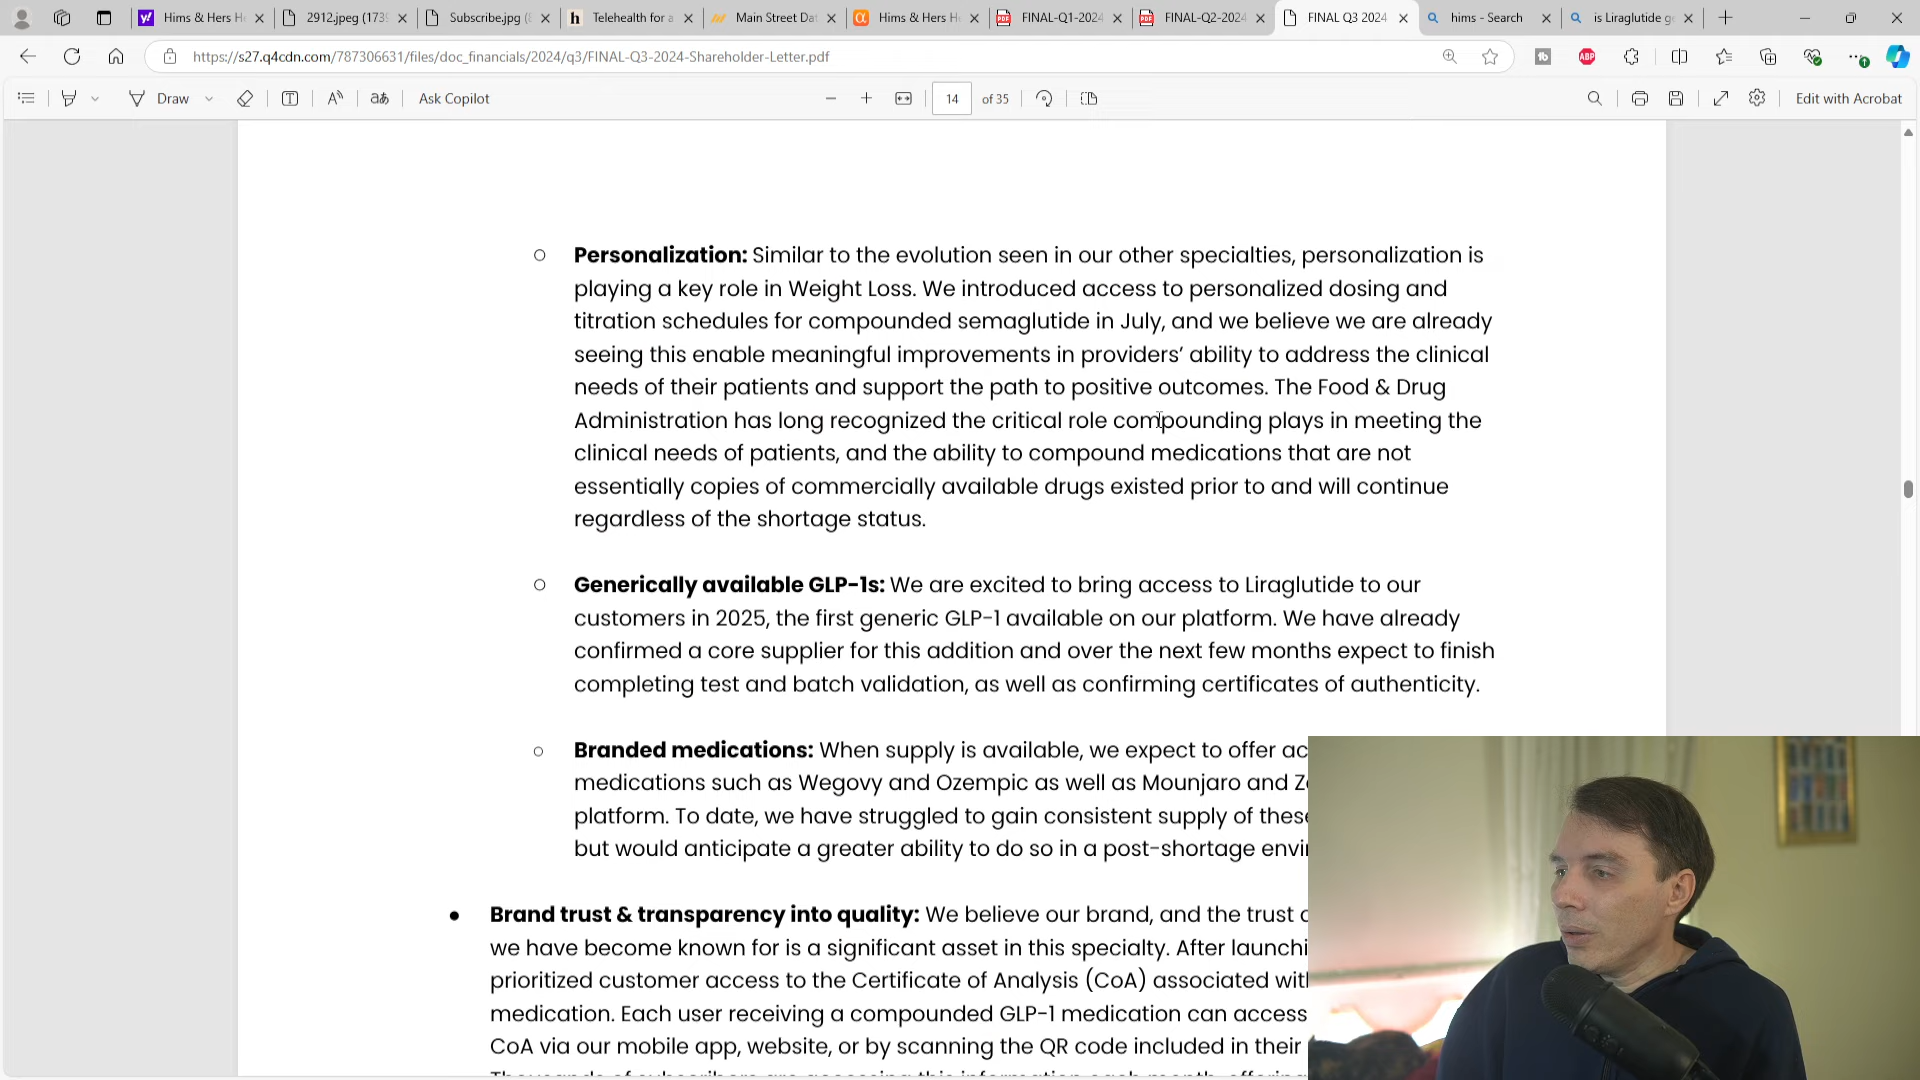 Hims & Hers H
2912.jpeg (173
Subscribe.jpg (
Telehealth for a
Main Street Da
Hims & Hers H
FINAL-Q1-2024
FINAL-Q2-2024
FINAL Q3 2024
hims - Search
is Liraglutide g
https://s27.q4cdn.com/787306631/files/doc_financials/2024/q3/FINAL-Q3-2024-Shareholder-Letter.pdf
Draw
Ask Copilot
14 of 35
Edit with Acrobat
Personalization: Similar to the evolution seen in our other specialties, personalization is
playing a key role in Weight Loss. We introduced access to personalized dosing and
titration schedules for compounded semaglutide in July, and we believe we are already
seeing this enable meaningful improvements in providers’ ability to address the clinical
needs of their patients and support the path to positive outcomes. The Food & Drug
Administration has long recognized the critical role compounding plays in meeting the
clinical needs of patients, and the ability to compound medications that are not
essentially copies of commercially available drugs existed prior to and will continue
regardless of the shortage status.
Generically available GLP-1s: We are excited to bring access to Liraglutide to our
customers in 2025, the first generic GLP-1 available on our platform. We have already
confirmed a core supplier for this addition and over the next few months expect to finish
completing test and batch validation, as well as confirming certificates of authenticity.
Branded medications: When supply is available, we expect to offer ac
medications such as Wegovy and Ozempic as well as Mounjaro and Z
platform. To date, we have struggled to gain consistent supply of these
but would anticipate a greater ability to do so in a post-shortage envi
Brand trust & transparency into quality: We believe our brand, and the trust
we have become known for is a significant asset in this specialty. After launchi
prioritized customer access to the Certificate of Analysis (CoA) associated wit
medication. Each user receiving a compounded GLP-1 medication can access
CoA via our mobile app, website, or by scanning the QR code included in their